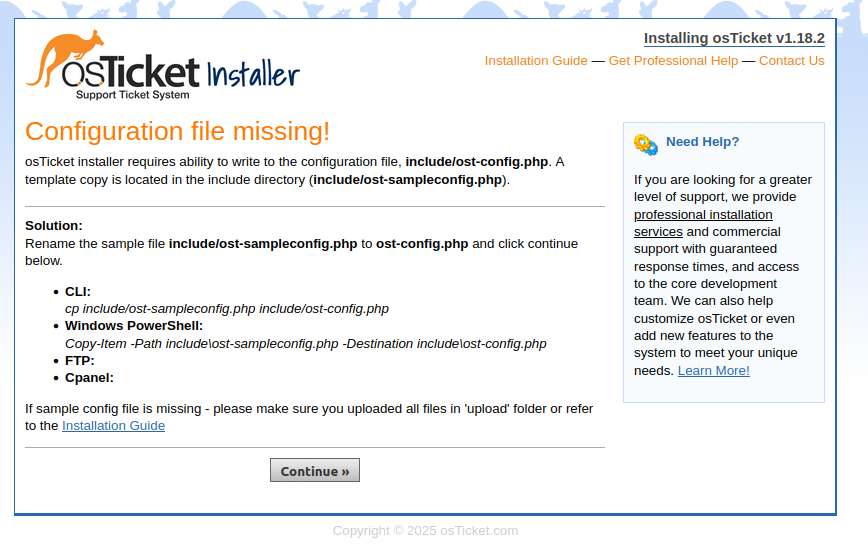 osTicket Installer
Support Ticket System
Installing osTicket v1.18.2
Installation Guide — Get Professional Help — Contact Us
Configuration file missing!
osTicket installer requires ability to write to the configuration file, include/ost-config.php. A
template copy is located in the include directory (include/ost-sampleconfig.php).
Solution:
Rename the sample file include/ost-sampleconfig.php to ost-config.php and click continue
below.
• CLI:
cp include/ost-sampleconfig.php include/ost-config.php
• Windows PowerShell:
Copy-Item -Path include\ost-sampleconfig.php -Destination include\ost-config.php
• FTP:
• Cpanel:
If sample config file is missing - please make sure you uploaded all files in 'upload' folder or refer
to the Installation Guide
Continue »
Need Help?
If you are looking for a greater
level of support, we provide
professional installation
services and commercial
support with guaranteed
response times, and access
to the core development
team. We can also help
customize osTicket or even
add new features to the
system to meet your unique
needs. Learn More!
Copyright © 2025 osTicket.com